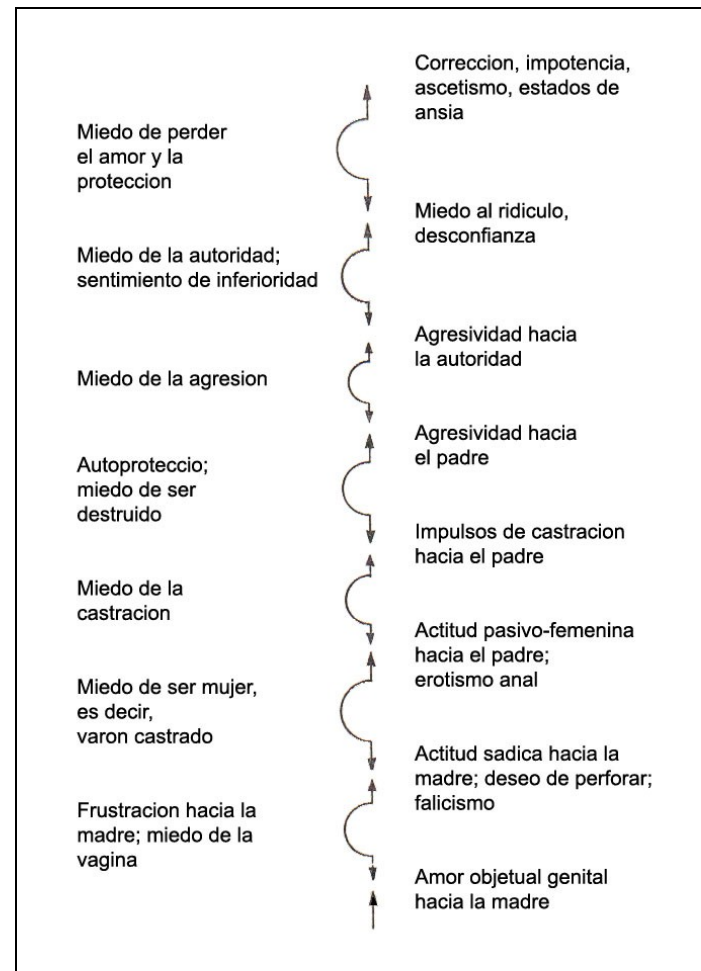 Correccion, impotencia,
ascetismo, estados de
ansia
Miedo de perder
el amor y la
proteccion
Miedo al ridiculo,
desconfianza
Miedo de la autoridad;
sentimiento de inferioridad
Agresividad hacia
la autoridad
Miedo de la agresion
Agresividad hacia
el padre
Autoproteccio;
miedo de ser
destruido
Impulsos de castracion
hacia el padre
Miedo de la
castracion
Actitud pasivo-femenina
hacia el padre;
erotismo anal
Miedo de ser mujer,
es decir,
varon castrado
Actitud sadica hacia la
madre; deseo de perforar;
falicismo
Frustracion hacia la
madre; miedo de la
vagina
Amor objetual genital
hacia la madre